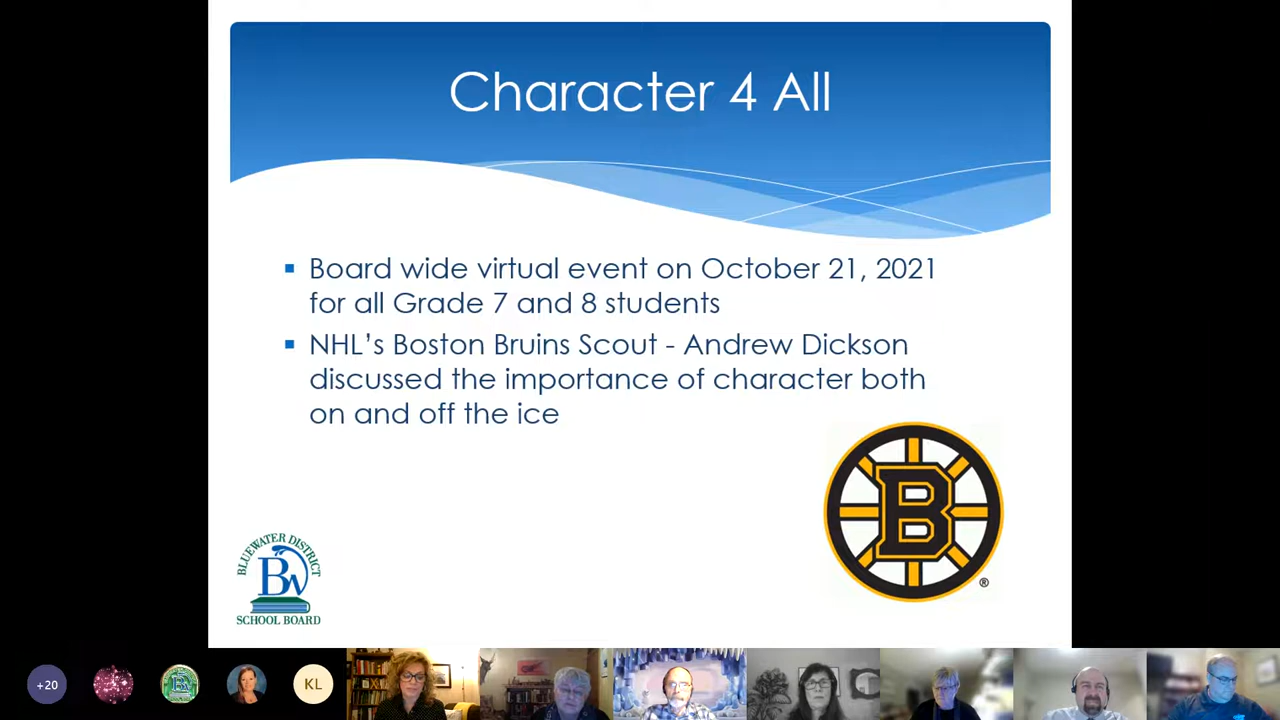 Character 4 All
▪ Board wide virtual event on October 21, 2021
for all Grade 7 and 8 students
▪ NHL’s Boston Bruins Scout - Andrew Dickson
discussed the importance of character both
on and off the ice
B
®
BLUEWATER DISTRICT
BW
SCHOOL BOARD
+20
KL